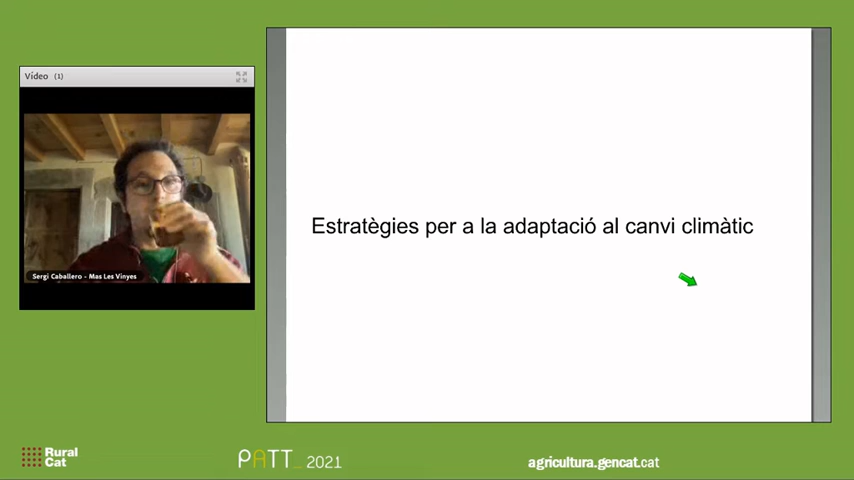 Vídeo (1)
Estratègies per a la adaptació al canvi climàtic
Sergi Caballero - Mas Les Vinyes
Rural
Cat
PATT_ 2021
agricultura.gencat.cat